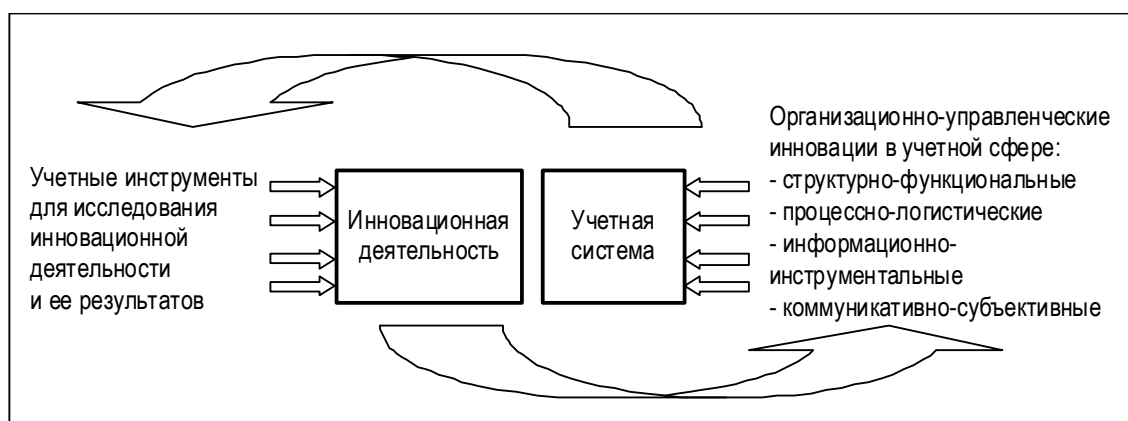 Учетные инструменты
для исследования
инновационной
деятельности
и ее результатов
Инновационная
деятельность
Учетная
система
Организационно-управленческие
инновации в учетной сфере:
- структурно-функциональные
- процессно-логистические
- информационно-
инструментальные
- коммуникативно-субъективные